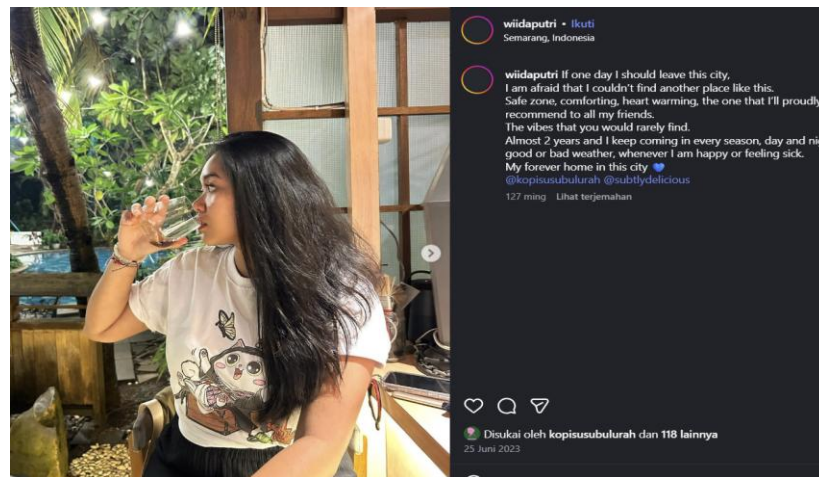 wiidaputri • Ikuti
Semarang, Indonesia
wiidaputri If one day I should leave this city,
I am afraid that I couldn't find another place like this.
Safe zone, comforting, heart warming, the one that I'll proudly
recommend to all my friends.
The vibes that you would rarely find.
Almost 2 years and I keep coming in every season, day and
good or bad weather, whenever I am happy or feeling sick.
My forever home in this city 💙
@kopisusubulurah @subtlydelicious
127 ming Lihat terjemahan
Disukai oleh kopisusubulurah dan 118 lainnya
25 Juni 2023